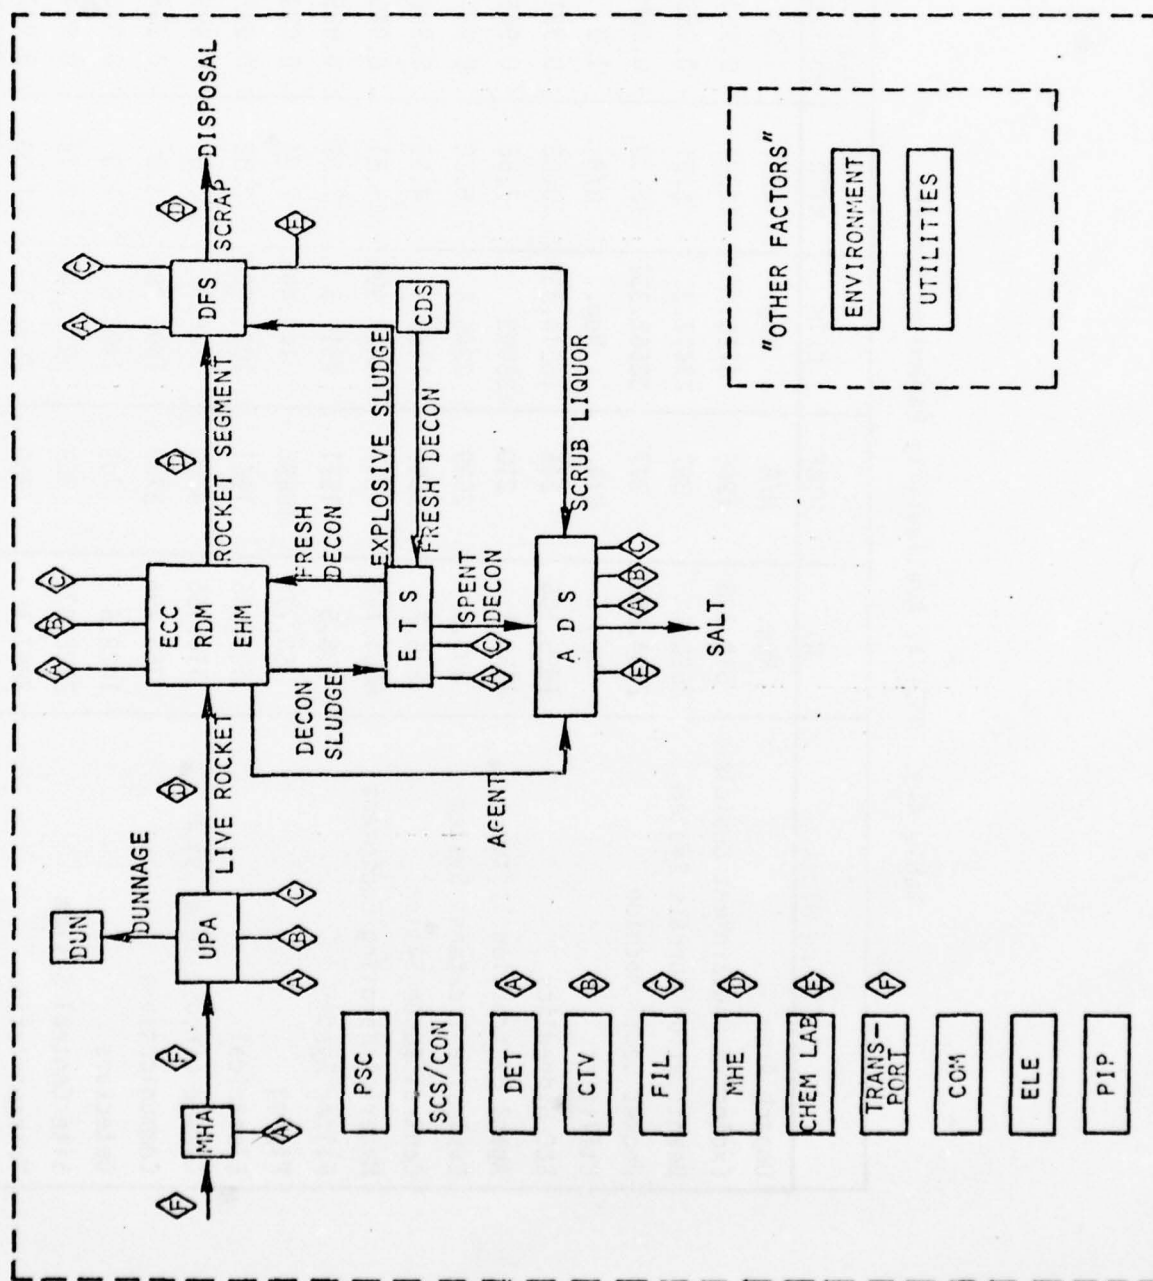 F
MHA
A
F
DUN
DUNNAGE
UPA
A
B
C
D
LIVE ROCKET
A
B
C
ECC
RDM
EHM
D
ROCKET SEGMENT
A
C
DFS
D
SCRAP
DISPOSAL
E
DECON
SLUDGE
FRESH
DECON
EXPLOSIVE SLUDGE
FRESH DECON
CDS
E T S
A
C
SPENT
DECON
AGENT
A D S
SCRUB LIQUOR
E
A
B
C
SALT
PSC
SCS/CON
DET
A
CTV
B
FIL
C
MHE
D
CHEM LAB
E
TRANS-
PORT
F
COM
ELE
PIP
"OTHER FACTORS"
ENVIRONMENT
UTILITIES